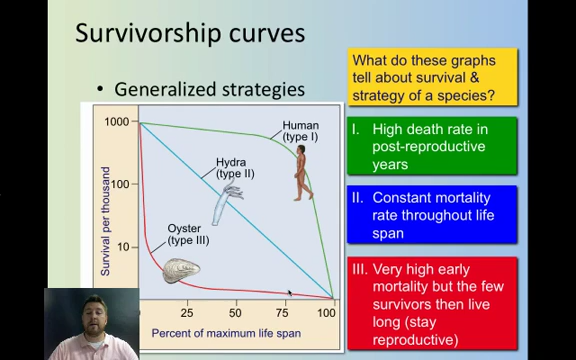 Survivorship curves
• Generalized strategies
What do these graphs
tell about survival &
strategy of a species?
1000
100
10
Survival per thousand
Human
(type I)
Hydra
(type II)
Oyster
(type III)
0
25
50
75
100
Percent of maximum life span
I. High death rate in
post-reproductive
years
II. Constant mortality
rate throughout life
span
III. Very high early
mortality but the few
survivors then live
long (stay
reproductive)